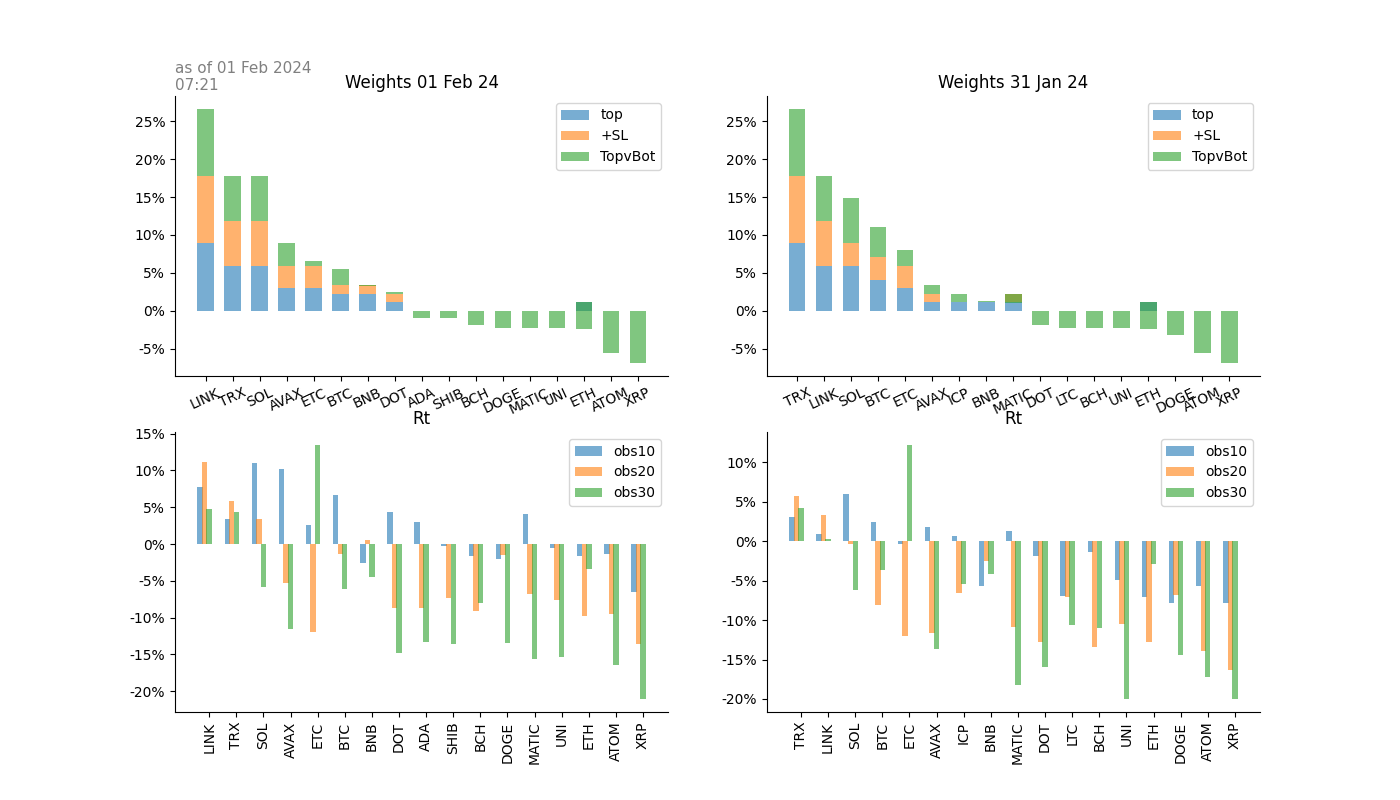 as of 01 Feb 2024
07:21
Weights 01 Feb 24
25%
20%
15%
10%
5%
0%
-5%
top
+SL
TopvBot
LINK TRX SOL AVAX ETC BTC BNB DOT ADA SHIB BCH DOGE MATIC UNI ETH ATOM XRP
Weights 31 Jan 24
25%
20%
15%
10%
5%
0%
-5%
top
+SL
TopvBot
TRX LINK SOL BTC ETC AVAX ICP BNB MATIC DOT LTC BCH UNI ETH DOGE ATOM XRP
Rt
15%
10%
5%
0%
-5%
-10%
-15%
-20%
obs10
obs20
obs30
LINK TRX SOL AVAX ETC BTC BNB DOT ADA SHIB BCH DOGE MATIC UNI ETH ATOM XRP
Rt
10%
5%
0%
-5%
-10%
-15%
-20%
obs10
obs20
obs30
TRX LINK SOL BTC ETC AVAX ICP BNB MATIC DOT LTC BCH UNI ETH DOGE ATOM XRP